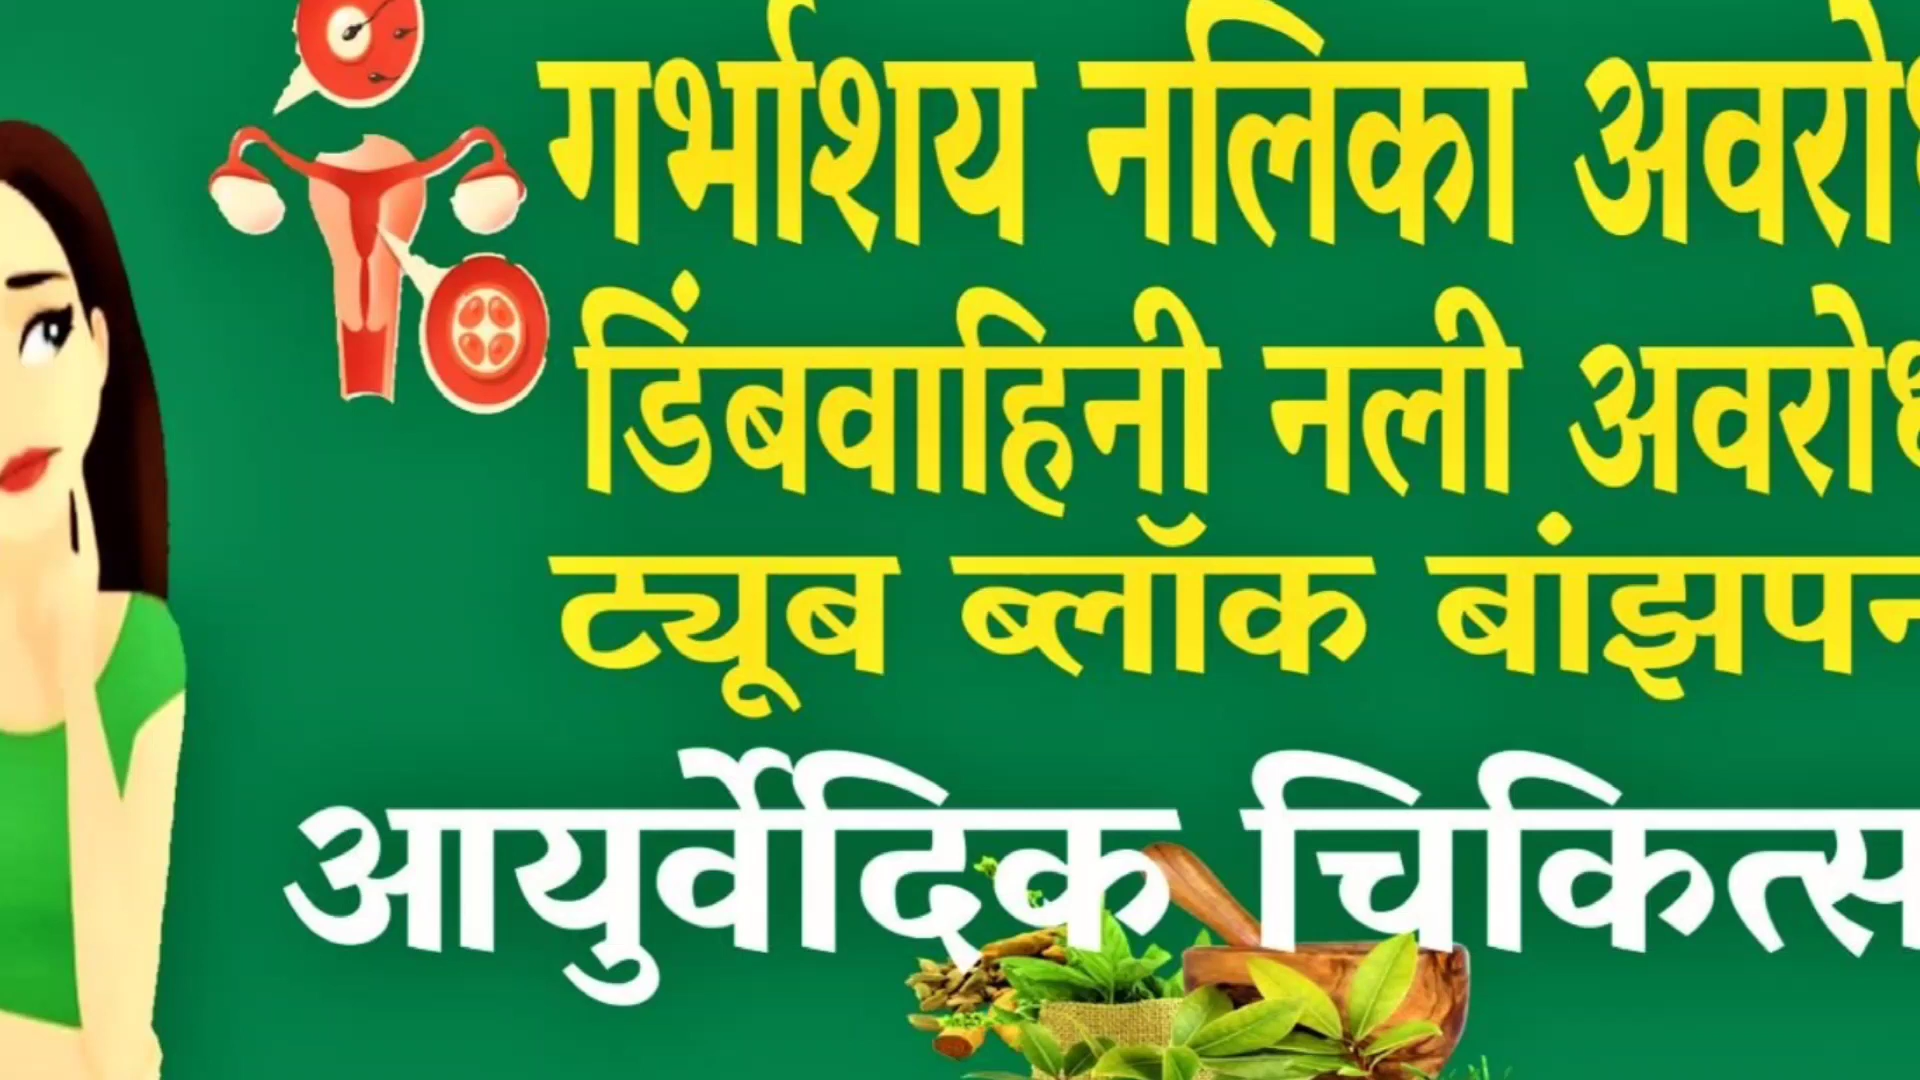 गर्भाशय नलिका अवरोध
डिंबवाहिनी नली अवरोध
ट्यूब ब्लॉक बांझपन
आयुर्वेदिक चिकित्स